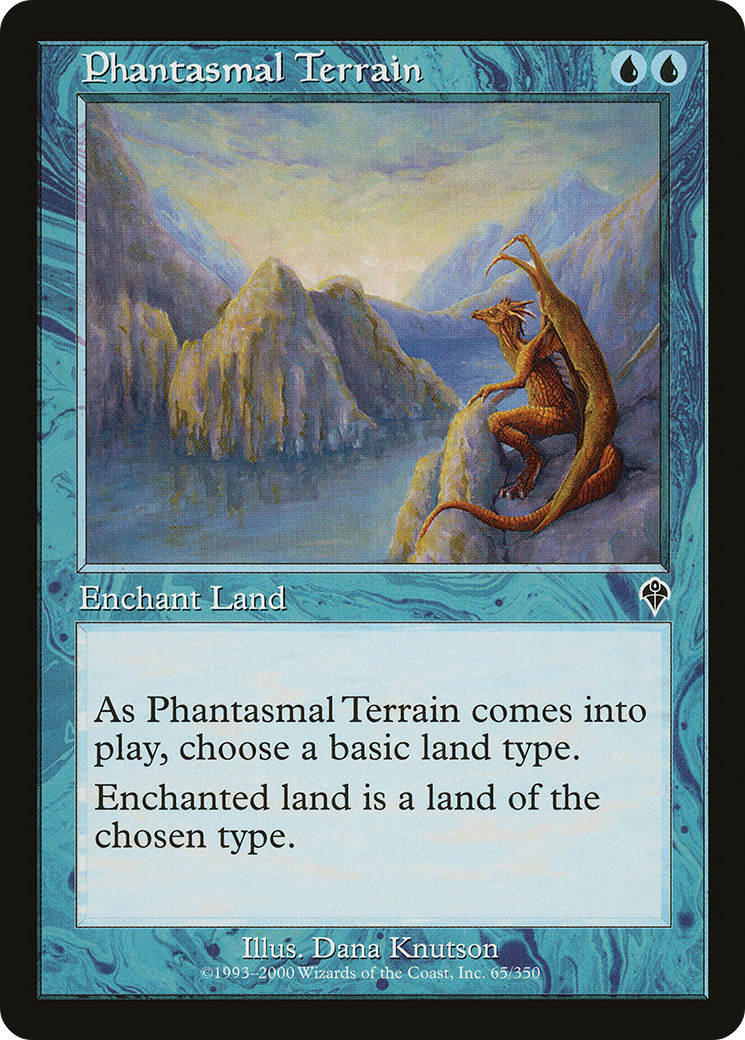 Phantasmal Terrain
Enchant Land
As Phantasmal Terrain comes into
play, choose a basic land type.
Enchanted land is a land of the
chosen type.
Illus. Dana Knutson
©1993–2000 Wizards of the Coast, Inc. 65/350